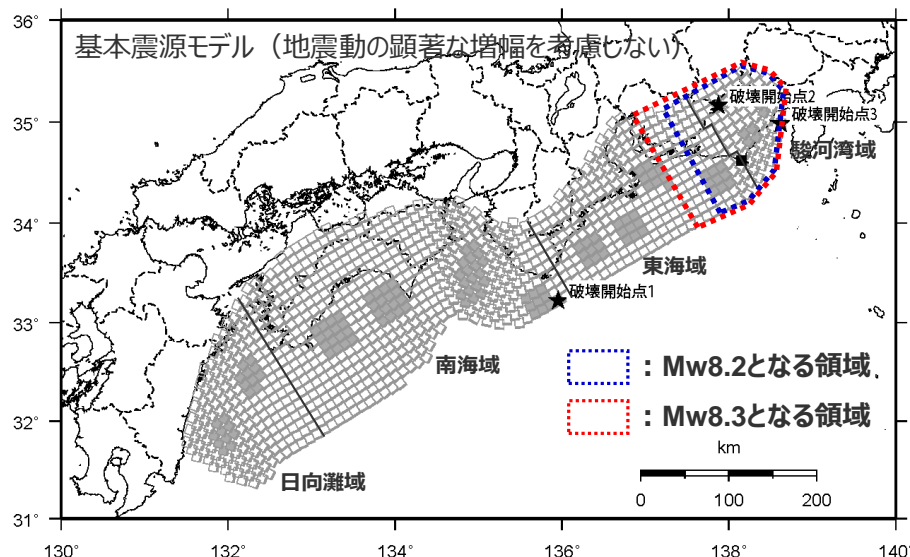 36°
基本震源モデル（地震動の顕著な増幅を考慮しない）
破壊開始点2
35°
破壊開始点3
駿河湾域
34°
東海域
破壊開始点1
33°
南海域
：Mw8.2となる領域
32°
：Mw8.3となる領域
日向灘域
km
0 100 200
31°
130° 132° 134° 136° 138° 140°